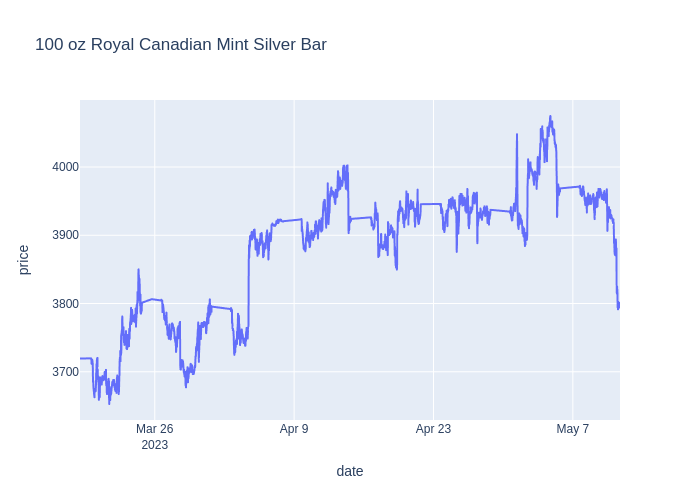 100 oz Royal Canadian Mint Silver Bar
price
4000
3900
3800
3700
Mar 26
2023
Apr 9
Apr 23
May 7
date